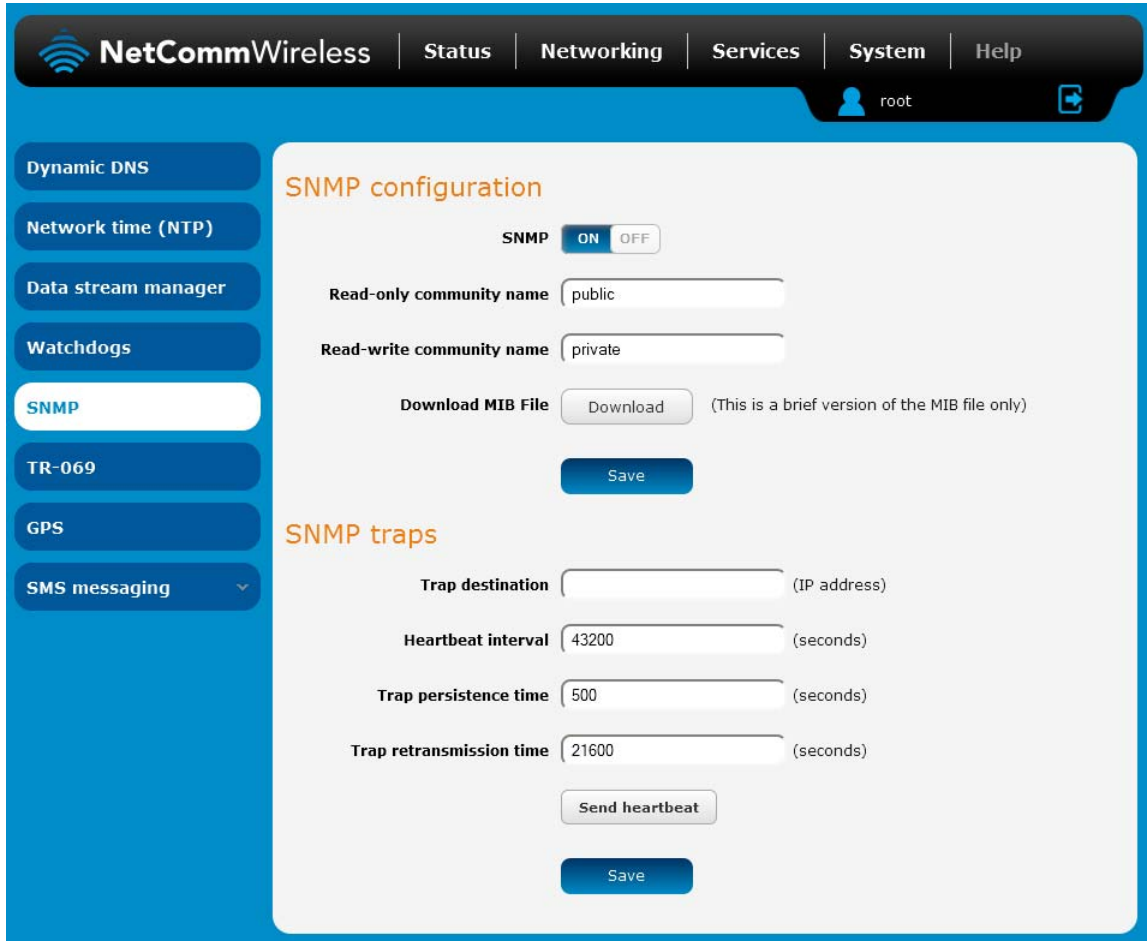 NetCommWireless Status Networking Services System Help
root
Dynamic DNS
Network time (NTP)
Data stream manager
Watchdogs
SNMP
TR-069
GPS
SMS messaging
SNMP configuration
SNMP ON OFF
Read-only community name public
Read-write community name private
Download MIB File Download (This is a brief version of the MIB file only)
Save
SNMP traps
Trap destination (IP address)
Heartbeat interval 43200 (seconds)
Trap persistence time 500 (seconds)
Trap retransmission time 21600 (seconds)
Send heartbeat
Save